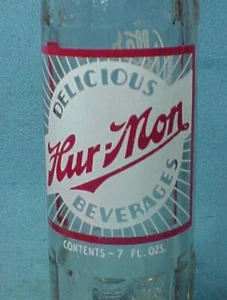 DELICIOUS
Hur-Mon
BEVERAGES
CONTENTS-7 FL. OZS.